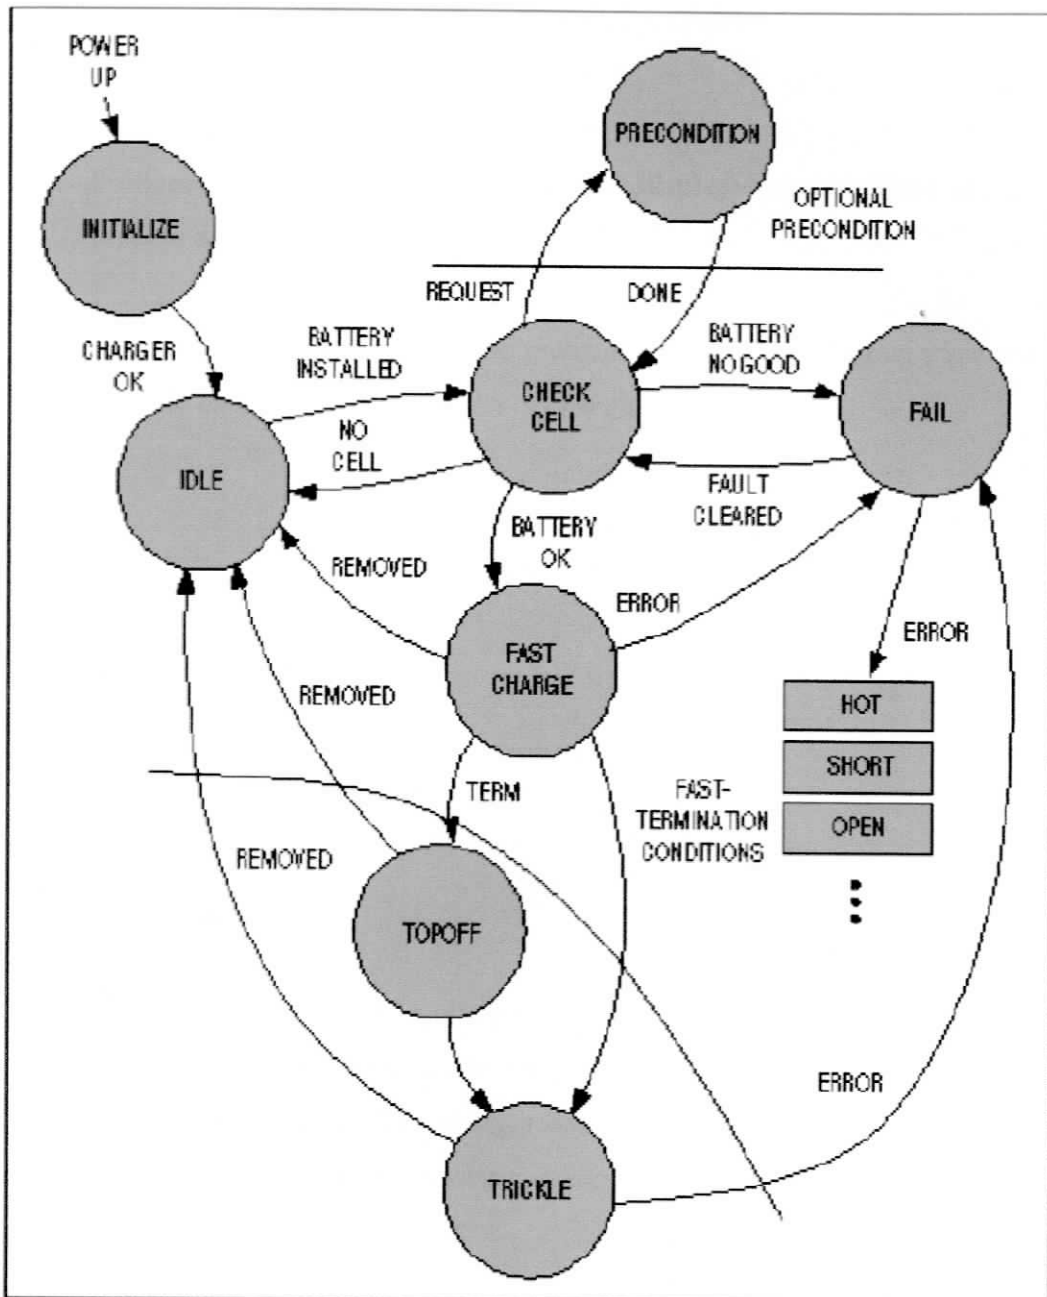 POWER
UP
PRECONDITION
INITIALIZE
OPTIONAL
PRECONDITION
REQUEST
DONE
CHARGER
OK
BATTERY
INSTALLED
BATTERY
NO GOOD
CHECK
CELL
FAIL
NO
CELL
IDLE
FAULT
CLEARED
BATTERY
OK
REMOVED
ERROR
ERROR
FAST
CHARGE
REMOVED
HOT
SHORT
OPEN
FAST-
TERMINATION
CONDITIONS
TERM
REMOVED
TOPOFF
ERROR
TRICKLE